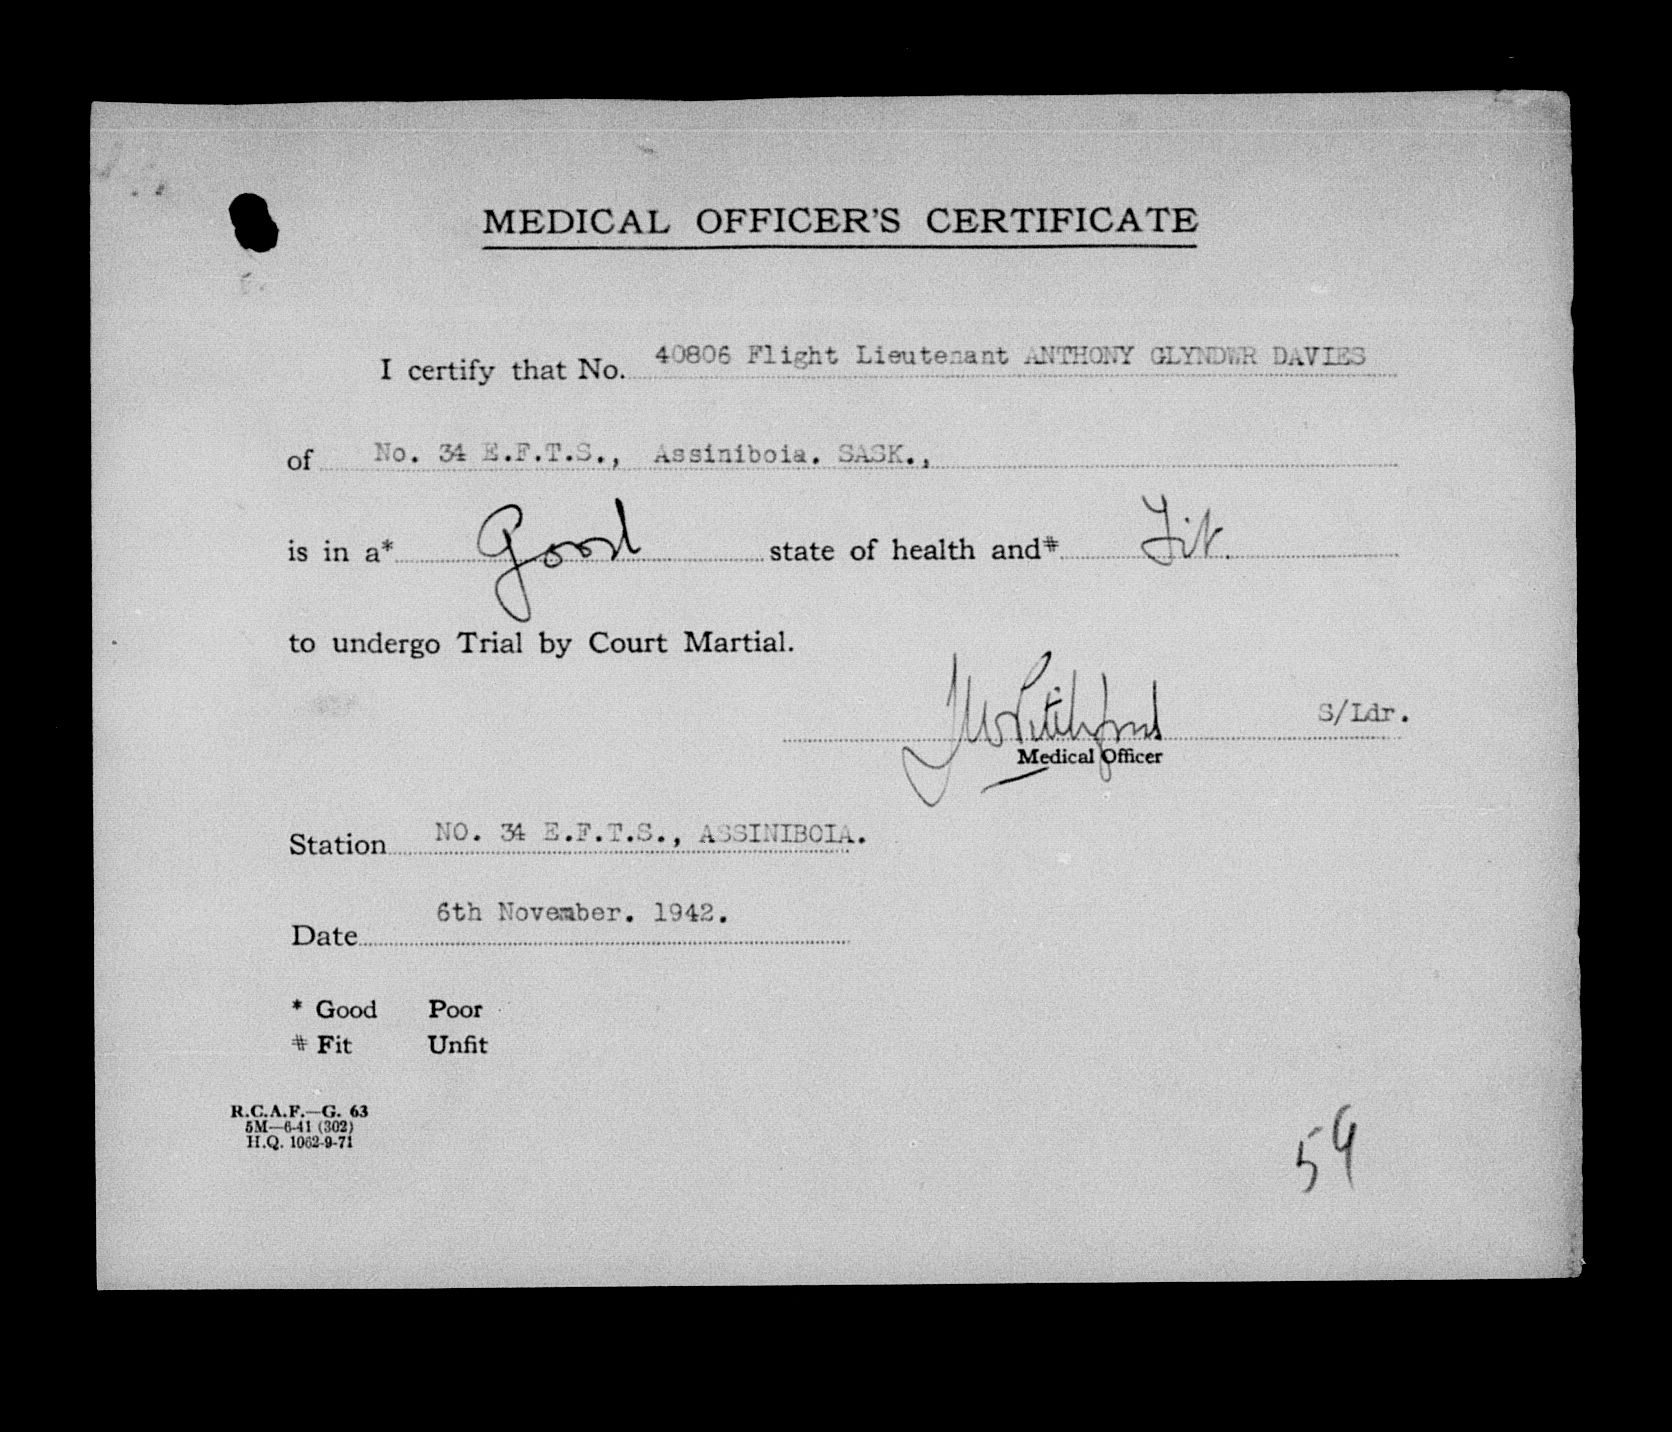 MEDICAL OFFICER'S CERTIFICATE
I certify that No. 40806 Flight Lieutenant ANTHONY GLYNDWR DAVIES
of No. 34 E.F.T.S., Assiniboia. SASK.,
is in a* Good state of health and# Fit.
to undergo Trial by Court Martial.
S/Ldr.
Medical Officer
Station NO. 34 E.F.T.S., ASSINIBOIA.
Date 6th November. 1942.
* Good Poor
# Fit Unfit
R.C.A.F.—G. 63
5M—6-41 (302)
H.Q. 1062-9-71
59